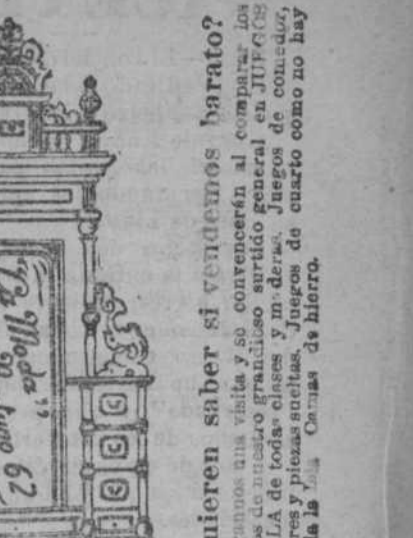 uieren saber si vendemos barato?
una visita y se convencerán al comparar los
s de nuestro grandioso surtido general en JUEGOS
LA de todas clases y maderas. Juegos de comedor,
res y piezas sueltas. Juegos de cuarto como no hay
a la Camas de hierro.
La Moda
62